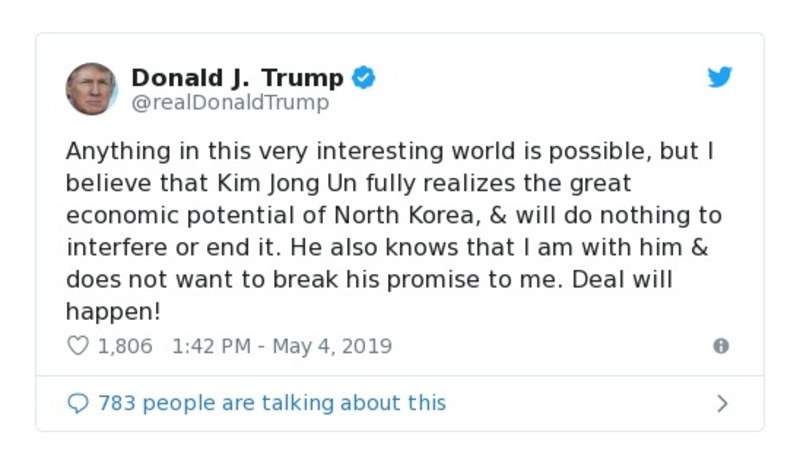 Donald J. Trump
@realDonaldTrump
Anything in this very interesting world is possible, but I
believe that Kim Jong Un fully realizes the great
economic potential of North Korea, & will do nothing to
interfere or end it. He also knows that I am with him &
does not want to break his promise to me. Deal will
happen!
1,806 1:42 PM - May 4, 2019
783 people are talking about this